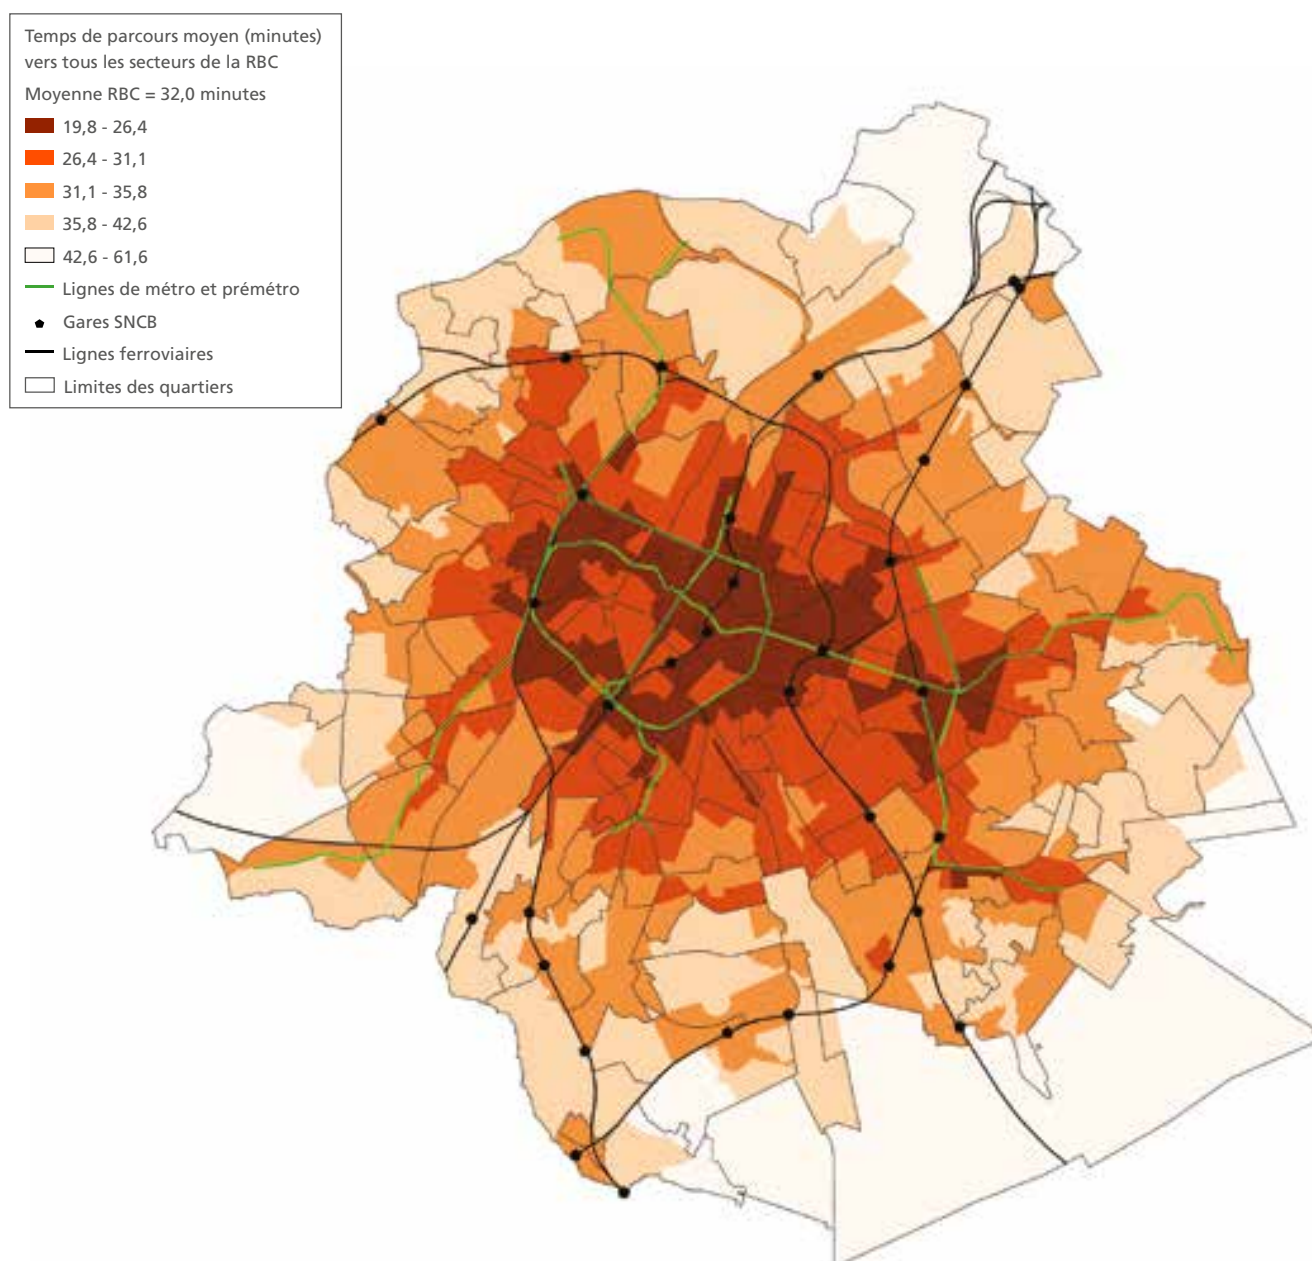 Temps de parcours moyen (minutes)
vers tous les secteurs de la RBC
Moyenne RBC = 32,0 minutes
19,8 - 26,4
26,4 - 31,1
31,1 - 35,8
35,8 - 42,6
42,6 - 61,6
Lignes de métro et prémétro
Gares SNCB
Lignes ferroviaires
Limites des quartiers